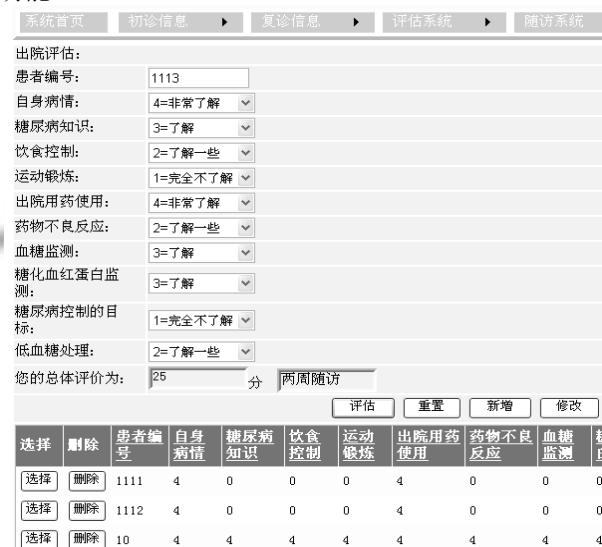 系统首页 初诊信息 复诊信息 评估系统 随访系统
出院评估：
患者编号： 1113
自身病情： 4=非常了解
糖尿病知识： 3=了解
饮食控制： 2=了解一些
运动锻炼： 1=完全不了解
出院用药使用： 4=非常了解
药物不良反应： 2=了解一些
血糖监测： 3=了解
糖化血红蛋白监
测： 3=了解
糖尿病控制的目
标： 1=完全不了解
低血糖处理： 2=了解一些
您的总体评价为： 25 分 两周随访
评估 重置 新增 修改
选择 删除 患者编号 自身病情 糖尿病知识 饮食控制 运动锻炼 出院用药使用 药物不良反应 血糖监测
选择 删除 1111 4 0 0 0 4 0 0 0
选择 删除 1112 4 0 0 0 4 0 0 0
选择 删除 10 4 4 4 4 4 4 4 4